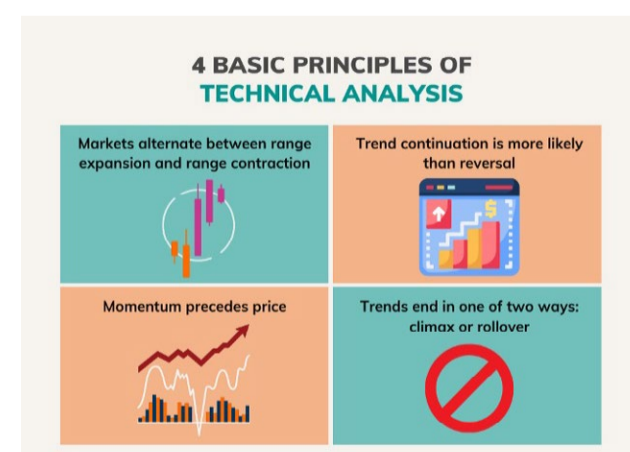 4 BASIC PRINCIPLES OF
TECHNICAL ANALYSIS
Markets alternate between range
expansion and range contraction
Trend continuation is more likely
than reversal
$
Momentum precedes price
Trends end in one of two ways:
climax or rollover